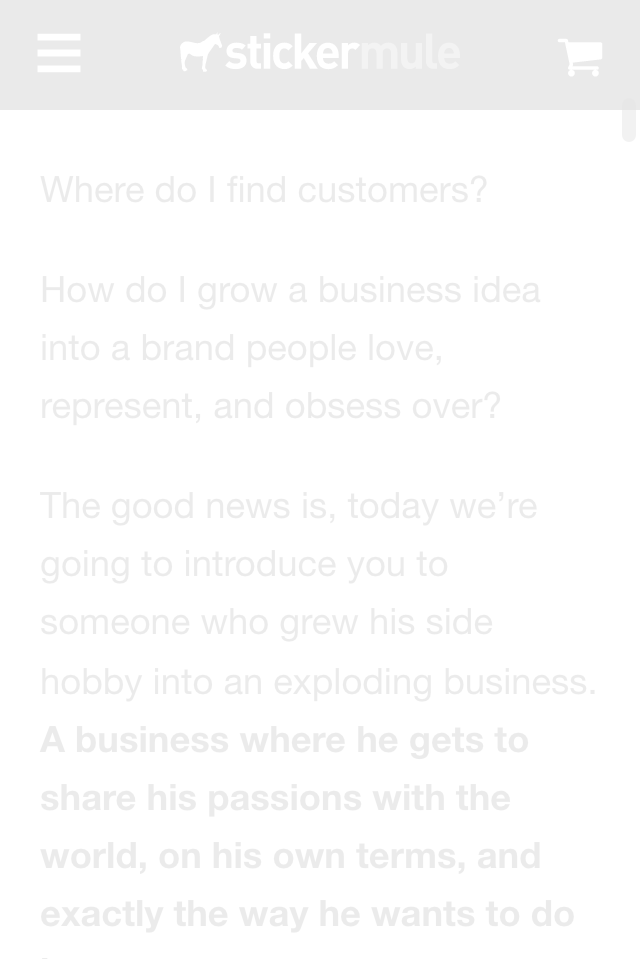 stickermule
Where do I find customers?
How do I grow a business idea
into a brand people love,
represent, and obsess over?
The good news is, today we’re
going to introduce you to
someone who grew his side
hobby into an exploding business.
A business where he gets to
share his passions with the
world, on his own terms, and
exactly the way he wants to do